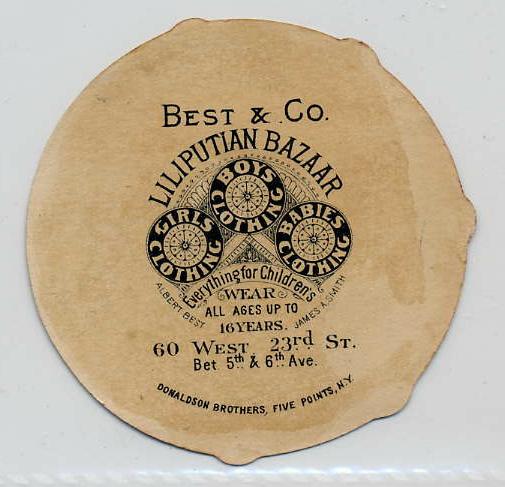 BEST & CO.
LILIPUTIAN BAZAAR
BOYS CLOTHING
GIRLS CLOTHING
BABIES CLOTHING
Everything for Children's
WEAR
ALBERT BEST
JAMES A. SMITH
ALL AGES UP TO
16 YEARS.
60 WEST 23rd ST.
Bet 5th & 6th Ave.
DONALDSON BROTHERS, FIVE POINTS, N.Y.